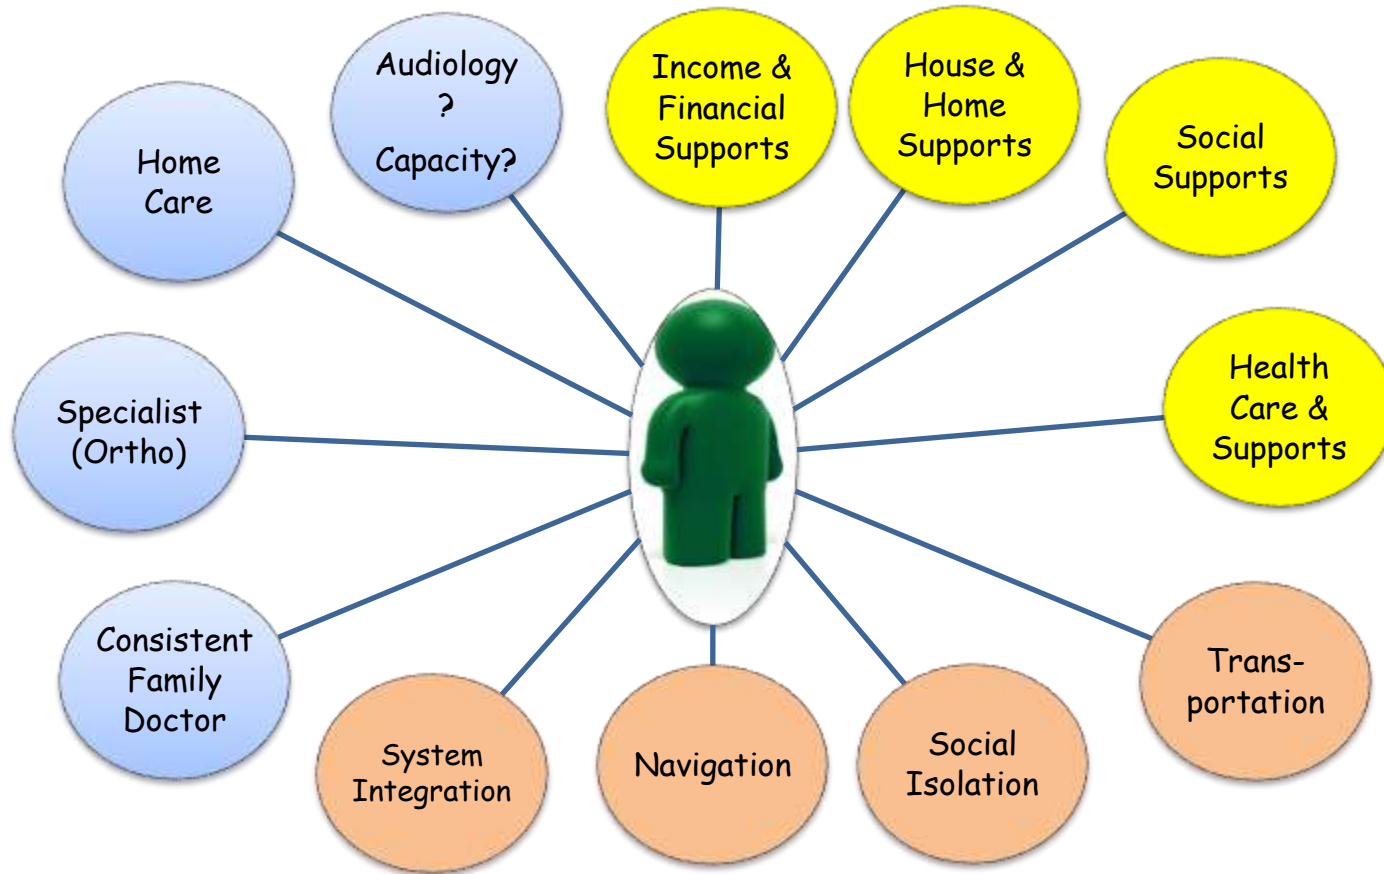 Audiology
?
Capacity?
Income &
Financial
Supports
House &
Home
Supports
Social
Supports
Home
Care
Health
Care &
Supports
Specialist
(Ortho)
Consistent
Family
Doctor
System
Integration
Navigation
Social
Isolation
Trans-
portation